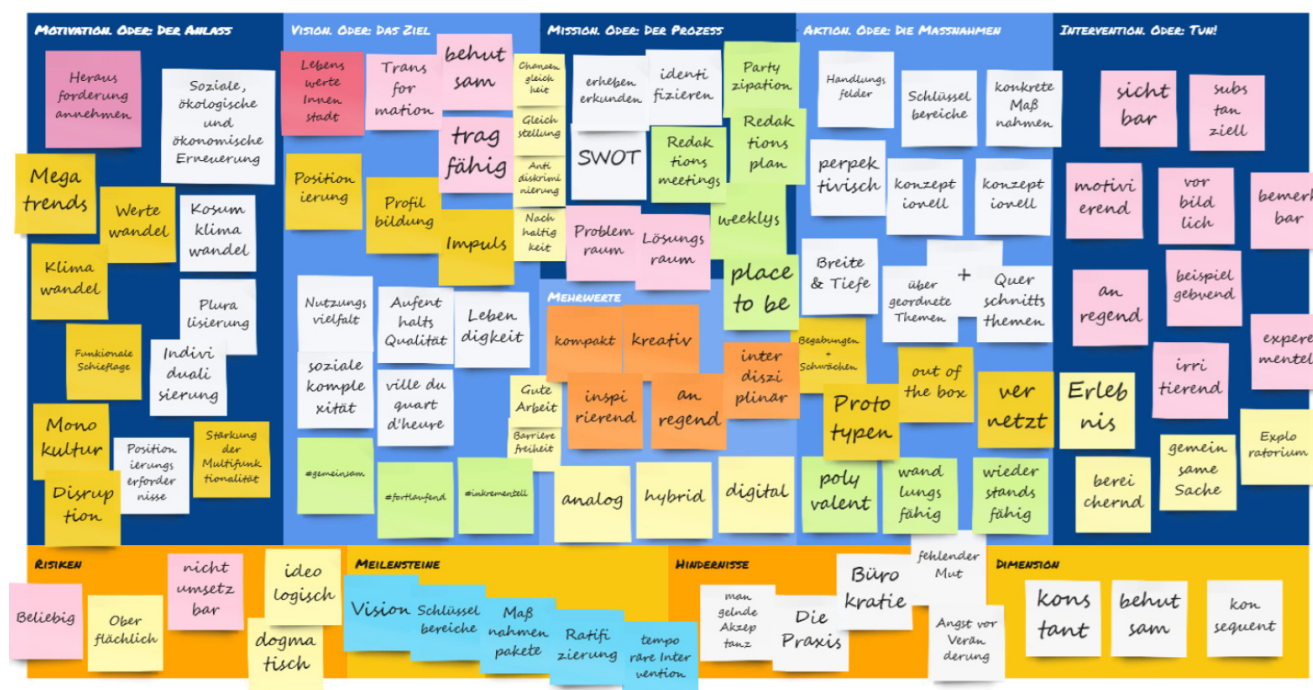 Motivation. Oder: Der Anlass
Heraus
forderung
annehmen
Soziale,
ökologische
und
ökonomische
Erneuerung
Mega
trends
Werte
wandel
Kosum
klima
wandel
Klima
wandel
Plura
lisierung
Funkionale
Schieflage
Indivi
duali
sierung
Mono
kultur
Position
ierungs
erforder
nisse
Stärkung
der
Multifunk
tionalität
Disrup
tion
Vision. Oder: Das Ziel
Lebens
werte
Innen
stadt
Trans
for
mation
behut
sam
Chancen
gleich
heit
trag
fähig
Gleich
stellung
Anti
diskrimi
nierung
Position
ierung
Profil
bildung
Impuls
Nach
haltig
keit
Nutzungs
vielfalt
Aufent
halts
Qualität
Leben
digkeit
soziale
komple
xität
ville du
quart
d'heure
Gute
Arbeit
Barriere
freiheit
#gemeinsam
#fortlaufend
#inkrementell
Mission. Oder: Der Prozess
erheben
erkunden
identi
fizieren
Party
zipation
SWOT
Redak
tions
meetings
Redak
tions
plan
Problem
raum
Lösungs
raum
weeklys
place
to be
Mehrwerte
kompakt
kreativ
inspi
rierend
an
regend
inter
diszi
plinär
analog
hybrid
digital
Aktion. Oder: Die Massnahmen
Handlungs
felder
Schlüssel
bereiche
konkrete
Maß
nahmen
perpek
tivisch
konzept
ionell
konzept
ionell
Breite
& Tiefe
über
geordnete
Themen
+
Quer
schnitts
themen
Begabungen
+
Schwächen
Proto
typen
out of
the box
ver
netzt
poly
valent
wand
lungs
fähig
wieder
stands
fähig
Intervention. Oder: Tun!
sicht
bar
subs
tan
ziell
motivi
erend
vor
bild
lich
bemerk
bar
an
regend
beispiel
gebvend
irri
tierend
expere
mentell
Erleb
nis
berei
chernd
gemein
same
Sache
Explo
ratorium
Risiken
Beliebig
Ober
flächlich
nicht
umsetz
bar
ideo
logisch
dogma
tisch
Meilensteine
Vision
Schlüssel
bereiche
Maß
nahmen
pakete
Ratifi
zierung
tempo
räre Inter
vention
Hindernisse
man
gelnde
Akzep
tanz
Die
Praxis
Büro
kratie
fehlender
Mut
Angst vor
Verän
derung
Dimension
kons
tant
behut
sam
kon
sequent